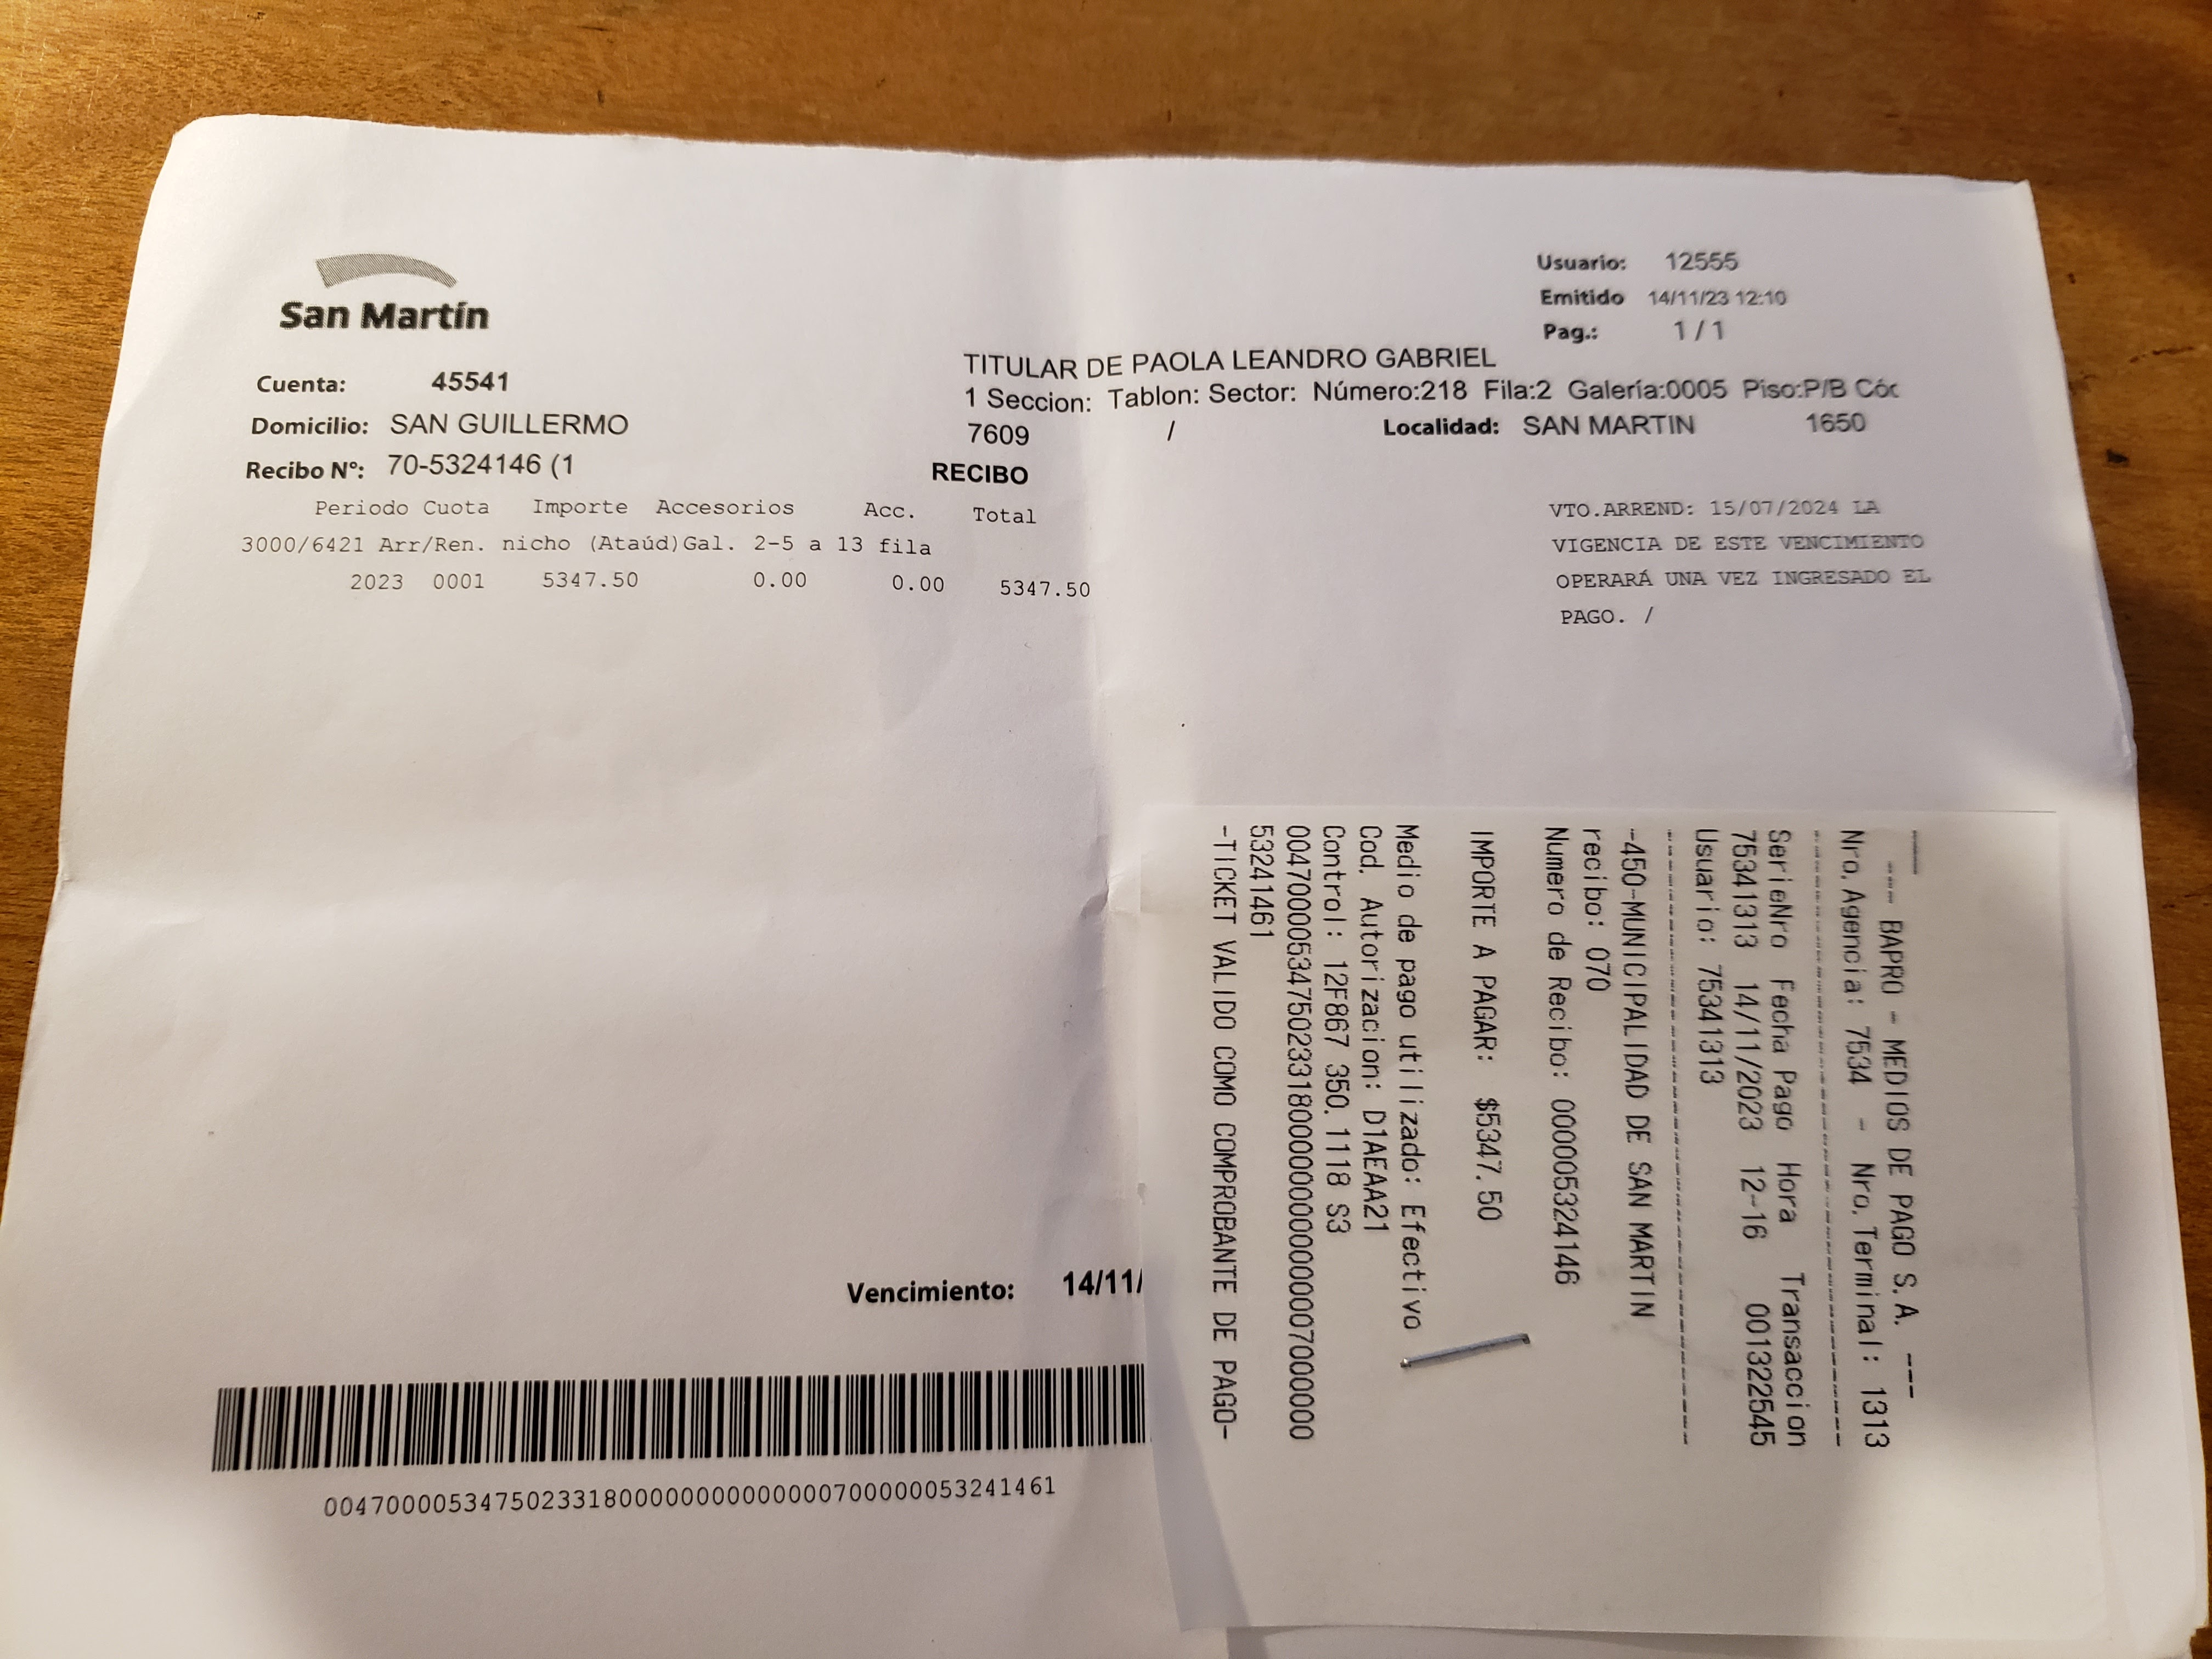 San Martín
Usuario: 12555
Emitido 14/11/23 12:10
Pag.: 1 / 1
Cuenta: 45541
TITULAR DE PAOLA LEANDRO GABRIEL
Domicilio: SAN GUILLERMO
1 Seccion: Tablon: Sector: Número:218 Fila:2 Galería:0005 Piso:P/B Cóc
7609 / Localidad: SAN MARTIN 1650
Recibo Nº: 70-5324146 (1
RECIBO
Periodo Cuota Importe Accesorios Acc. Total
3000/6421 Arr/Ren. nicho (Ataúd)Gal. 2-5 a 13 fila
2023 0001 5347.50 0.00 0.00 5347.50
VTO.ARREND: 15/07/2024 LA
VIGENCIA DE ESTE VENCIMIENTO
OPERARÁ UNA VEZ INGRESADO EL
PAGO. /
Vencimiento: 14/11/
--- BAPRO - MEDIOS DE PAGO S.A. ---
Nro.Agencia: 7534 - Nro.Terminal: 1313
SerieNro Fecha Pago Hora Transaccion
75341313 14/11/2023 12-16 001322545
Usuario: 75341313
-450-MUNICIPALIDAD DE SAN MARTIN
recibo: 070
Numero de Recibo: 000005324146
IMPORTE A PAGAR: $5347.50
Medio de pago utilizado: Efectivo
Cod. Autorizacion: D1AEAA21
Control: 12F867 350.1118 S3
53241461
-TICKET VALIDO COMO COMPROBANTE DE PAGO-